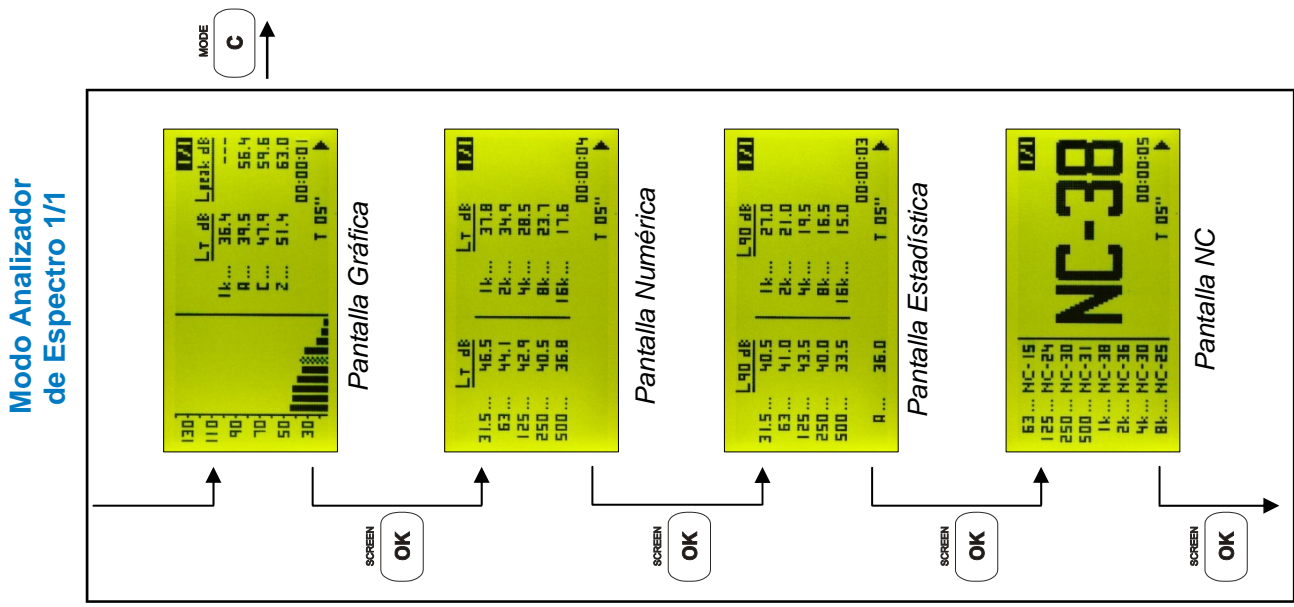 Modo Analizador
de Espectro 1/1
MODE
C
1/1
LT dB Lpeak dB
130
110
90
70
50
30
1k... 36.4 ---
A... 39.5 56.4
C... 47.9 59.6
Z... 51.4 63.0
00:00:01
T 05"
Pantalla Gráfica
SCREEN
OK
1/1
LT dB LT dB
31.5... 46.5 1k... 37.8
63... 44.1 2k... 34.9
125... 42.9 4k... 28.5
250... 40.5 8k... 23.7
500... 36.8 16k... 17.6
00:00:04
T 05"
Pantalla Numérica
SCREEN
OK
1/1
L90 dB L90 dB
31.5... 40.5 1k... 27.0
63... 41.0 2k... 21.0
125... 43.5 4k... 19.5
250... 40.0 8k... 16.5
500... 33.5 16k... 15.0
A... 36.0
00:00:03
T 05"
Pantalla Estadística
SCREEN
OK
1/1
63... NC-15
125... NC-24
250... NC-30
500... NC-31
1k... NC-38
2k... NC-36
4k... NC-30
8k... NC-25
NC-38
00:00:05
T 05"
Pantalla NC
SCREEN
OK